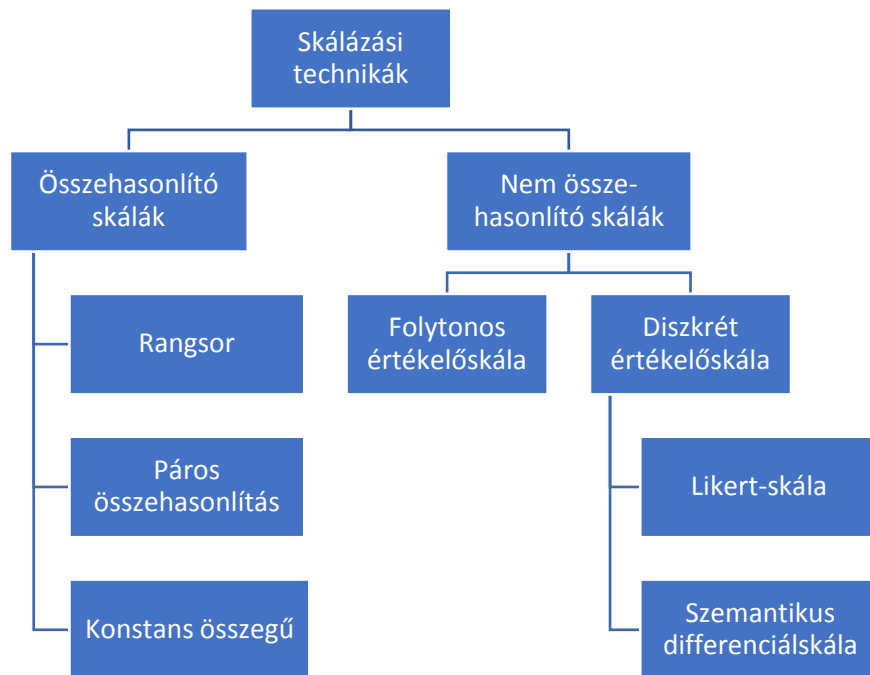 Skálázási
technikák
Összehasonlító
skálák
Nem össze-
hasonlító skálák
Rangsor
Folytonos
értékelőskála
Diszkrét
értékelőskála
Páros
összehasonlítás
Likert-skála
Konstans összegű
Szemantikus
differenciálskála